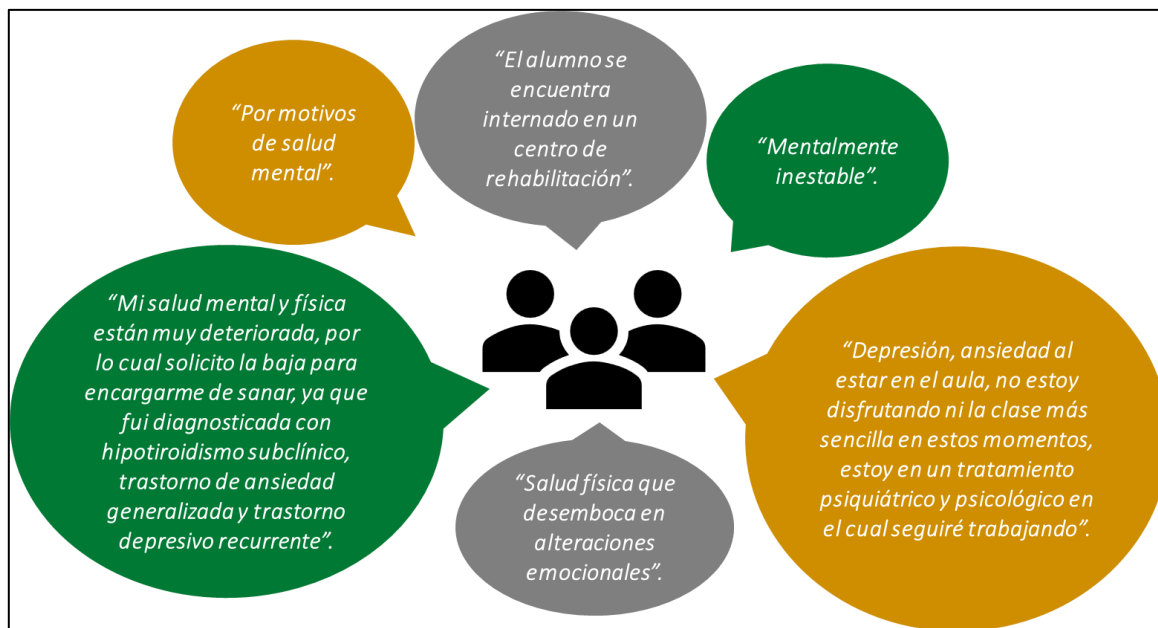 “Por motivos
de salud
mental”.
“El alumno se
encuentra
internado en un
centro de
rehabilitación”.
“Mentalmente
inestable”.
“Mi salud mental y física
están muy deteriorada, por
lo cual solicito la baja para
encargarme de sanar, ya que
fui diagnosticada con
hipotiroidismo subclínico,
trastorno de ansiedad
generalizada y trastorno
depresivo recurrente”.
“Salud física que
desemboca en
alteraciones
emocionales”.
“Depresión, ansiedad al
estar en el aula, no estoy
disfrutando ni la clase más
sencilla en estos momentos,
estoy en un tratamiento
psiquiátrico y psicológico en
el cual seguiré trabajando”.